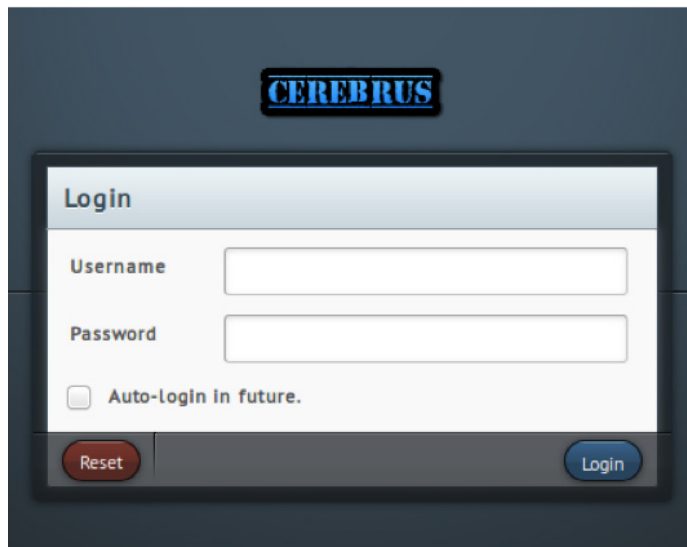 CEREBRUS
Login
Username
Password
Auto-login in future.
Reset
Login